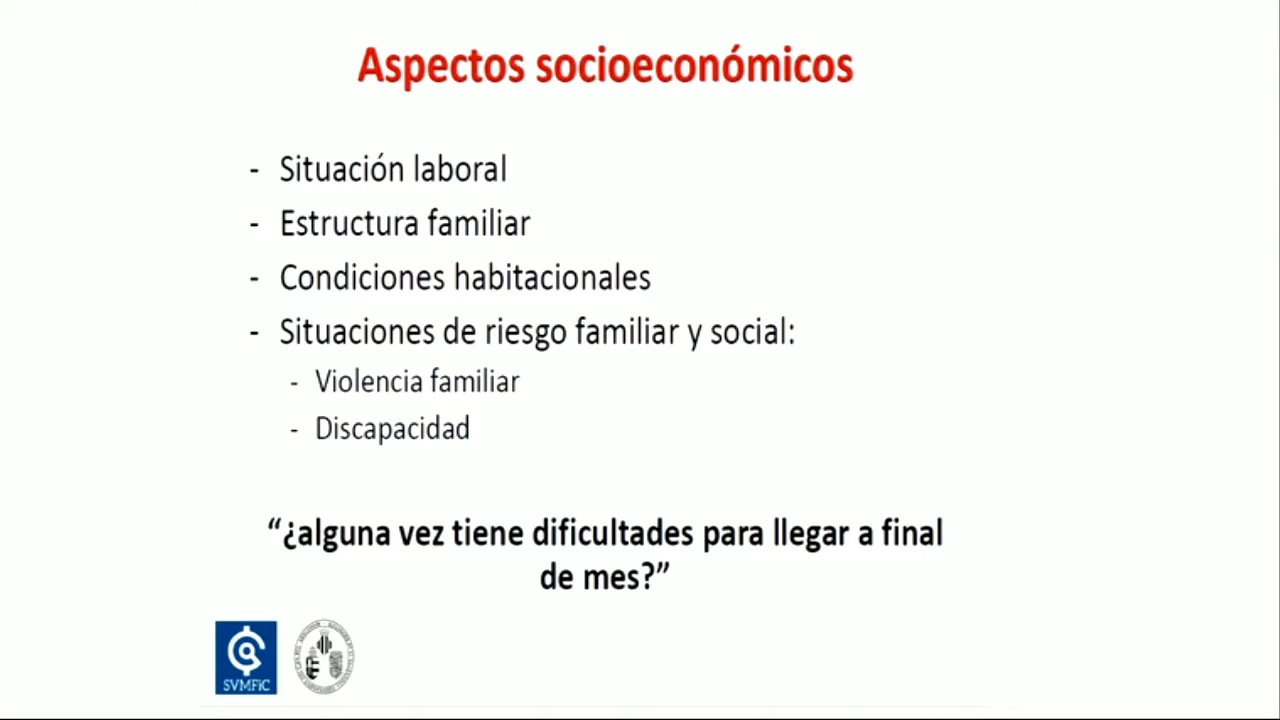 Aspectos socioeconómicos
- Situación laboral
- Estructura familiar
- Condiciones habitacionales
- Situaciones de riesgo familiar y social:
- Violencia familiar
- Discapacidad
“¿alguna vez tiene dificultades para llegar a final
de mes?”
SVMFiC